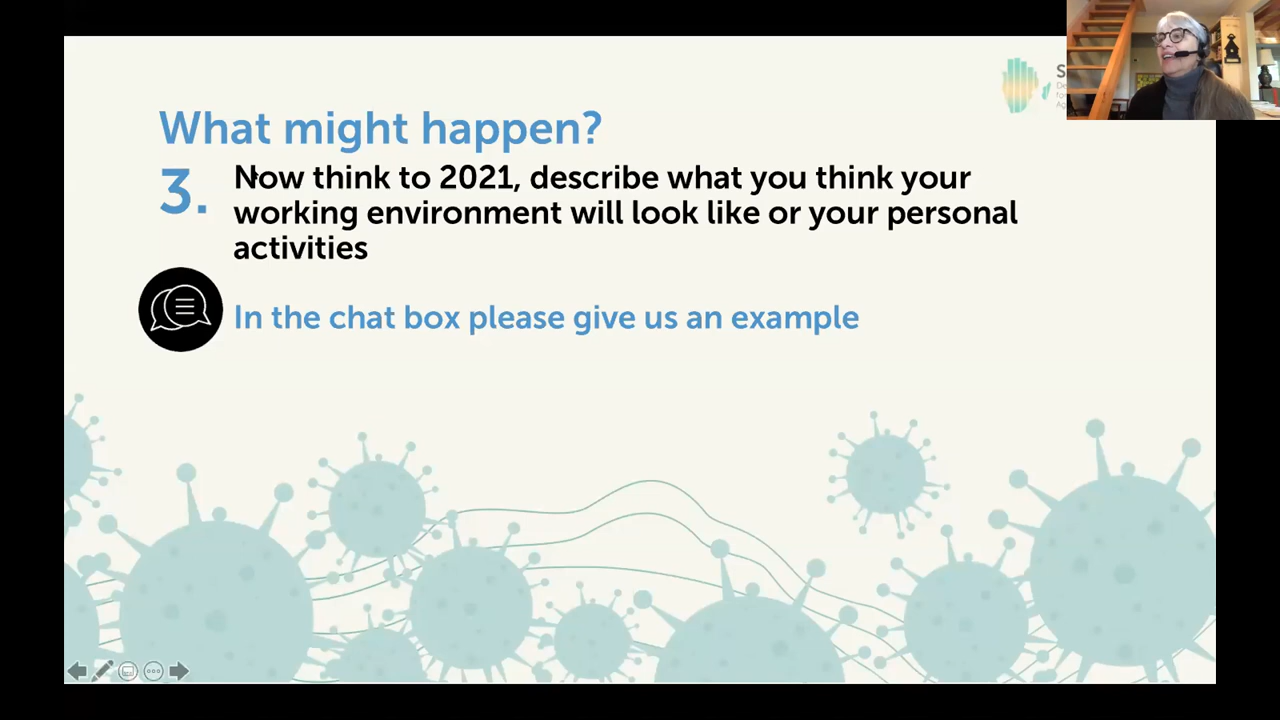 What might happen?
3.
Now think to 2021, describe what you think your
working environment will look like or your personal
activities
In the chat box please give us an example